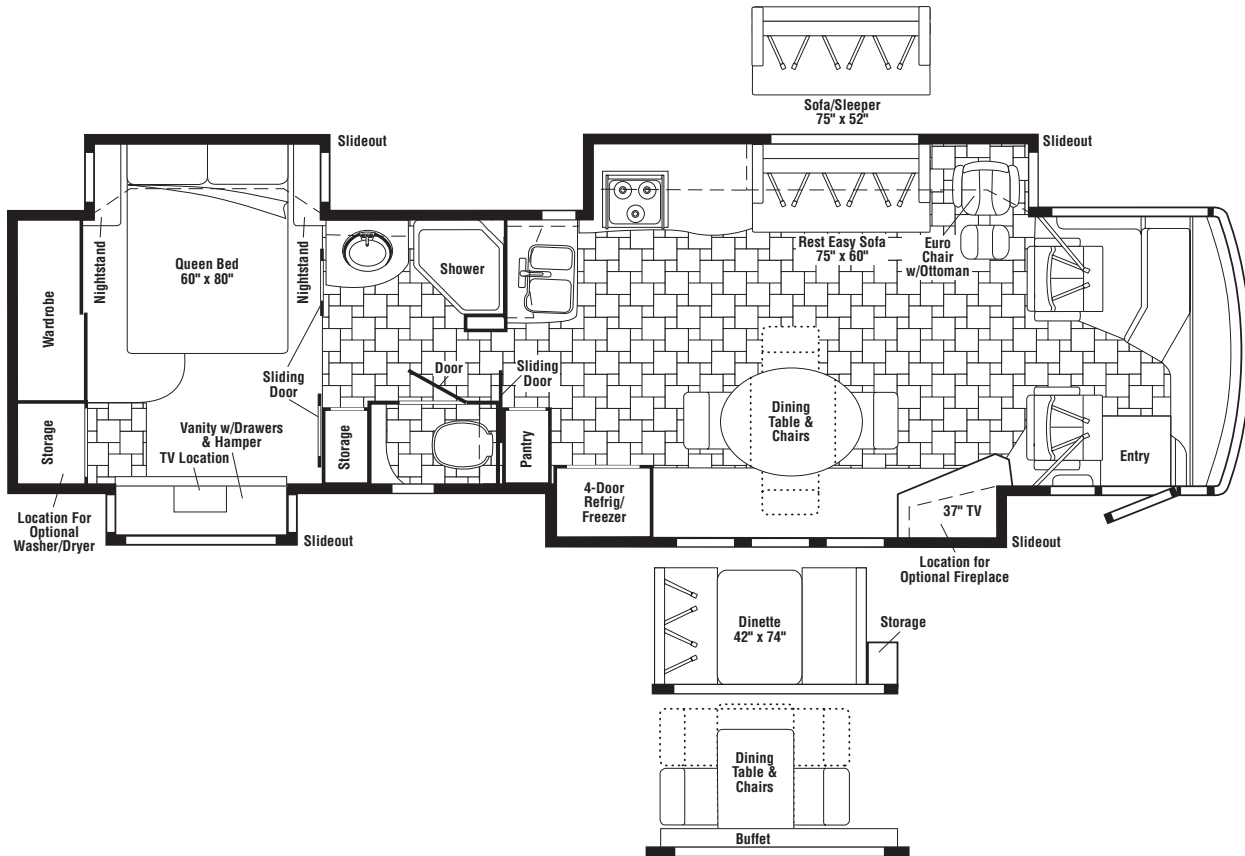 Sofa/Sleeper
75" x 52"
Slideout
Slideout
Nightstand
Queen Bed
60" x 80"
Nightstand
Wardrobe
Shower
Rest Easy Sofa
75" x 60"
Euro
Chair
w/Ottoman
Sliding
Door
Door
Sliding
Door
Dining
Table &
Chairs
Storage
Vanity w/Drawers
& Hamper
TV Location
Storage
Pantry
Entry
4-Door
Refrig/
Freezer
37" TV
Location For
Optional
Washer/Dryer
Slideout
Slideout
Location for
Optional Fireplace
Dinette
42" x 74"
Storage
Dining
Table &
Chairs
Buffet